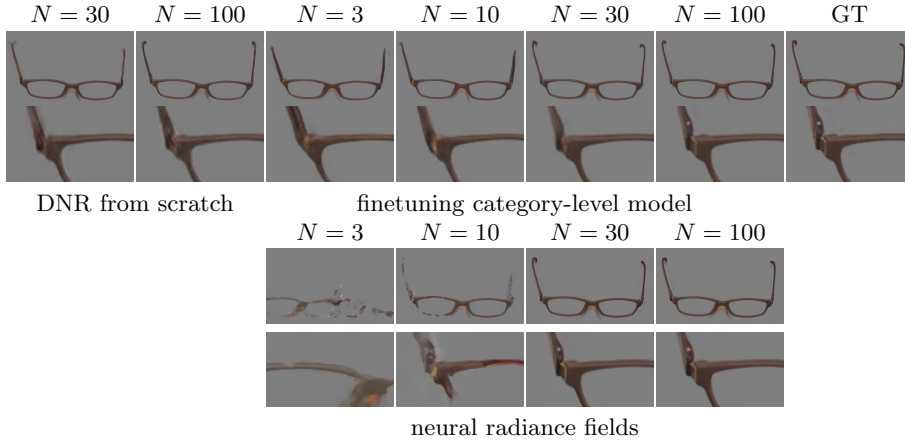 N = 30 N = 100 N = 3 N = 10 N = 30 N = 100 GT
DNR from scratch finetuning category-level model
N = 3 N = 10 N = 30 N = 100
neural radiance fields